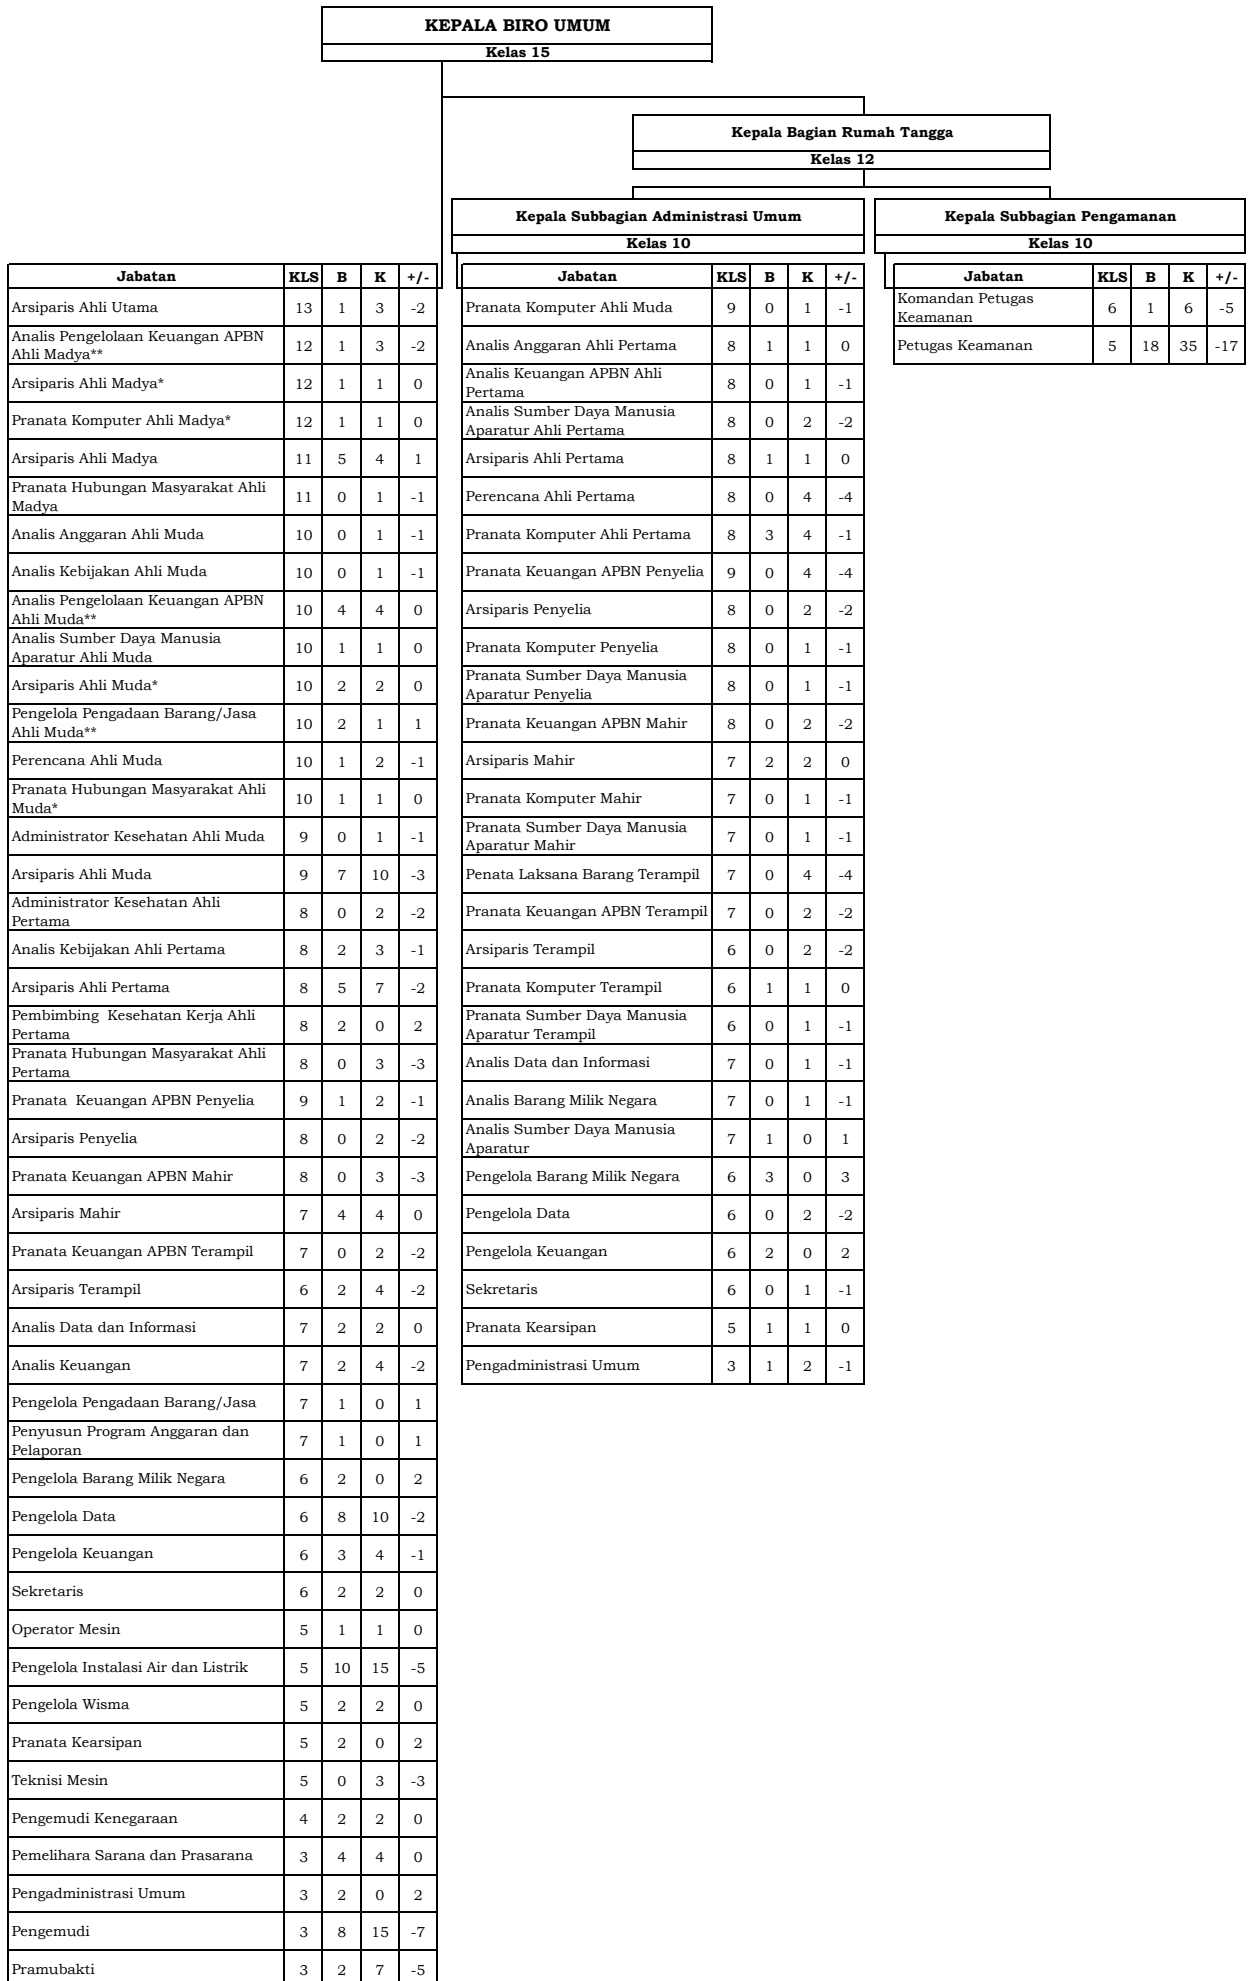 KEPALA BIRO UMUM
Kelas 15
Kepala Bagian Rumah Tangga
Kelas 12
Kepala Subbagian Administrasi Umum
Kelas 10
Kepala Subbagian Pengamanan
Kelas 10
Jabatan KLS B K +/-
Arsiparis Ahli Utama 13 1 3 -2
Analis Pengelolaan Keuangan APBN
Ahli Madya** 12 1 3 -2
Arsiparis Ahli Madya* 12 1 1 0
Pranata Komputer Ahli Madya* 12 1 1 0
Arsiparis Ahli Madya 11 5 4 1
Pranata Hubungan Masyarakat Ahli
Madya 11 0 1 -1
Analis Anggaran Ahli Muda 10 0 1 -1
Analis Kebijakan Ahli Muda 10 0 1 -1
Analis Pengelolaan Keuangan APBN
Ahli Muda** 10 4 4 0
Analis Sumber Daya Manusia
Aparatur Ahli Muda 10 1 1 0
Arsiparis Ahli Muda* 10 2 2 0
Pengelola Pengadaan Barang/Jasa
Ahli Muda** 10 2 1 1
Perencana Ahli Muda 10 1 2 -1
Pranata Hubungan Masyarakat Ahli
Muda* 10 1 1 0
Administrator Kesehatan Ahli Muda 9 0 1 -1
Arsiparis Ahli Muda 9 7 10 -3
Administrator Kesehatan Ahli
Pertama 8 0 2 -2
Analis Kebijakan Ahli Pertama 8 2 3 -1
Arsiparis Ahli Pertama 8 5 7 -2
Pembimbing  Kesehatan Kerja Ahli
Pertama 8 2 0 2
Pranata Hubungan Masyarakat Ahli
Pertama 8 0 3 -3
Pranata  Keuangan APBN Penyelia 9 1 2 -1
Arsiparis Penyelia 8 0 2 -2
Pranata Keuangan APBN Mahir 8 0 3 -3
Arsiparis Mahir 7 4 4 0
Pranata Keuangan APBN Terampil 7 0 2 -2
Arsiparis Terampil 6 2 4 -2
Analis Data dan Informasi 7 2 2 0
Analis Keuangan 7 2 4 -2
Pengelola Pengadaan Barang/Jasa 7 1 0 1
Penyusun Program Anggaran dan
Pelaporan 7 1 0 1
Pengelola Barang Milik Negara 6 2 0 2
Pengelola Data 6 8 10 -2
Pengelola Keuangan 6 3 4 -1
Sekretaris 6 2 2 0
Operator Mesin 5 1 1 0
Pengelola Instalasi Air dan Listrik 5 10 15 -5
Pengelola Wisma 5 2 2 0
Pranata Kearsipan 5 2 0 2
Teknisi Mesin 5 0 3 -3
Pengemudi Kenegaraan 4 2 2 0
Pemelihara Sarana dan Prasarana 3 4 4 0
Pengadministrasi Umum 3 2 0 2
Pengemudi 3 8 15 -7
Pramubakti 3 2 7 -5
Jabatan KLS B K +/-
Pranata Komputer Ahli Muda 9 0 1 -1
Analis Anggaran Ahli Pertama 8 1 1 0
Analis Keuangan APBN Ahli
Pertama 8 0 1 -1
Analis Sumber Daya Manusia
Aparatur Ahli Pertama 8 0 2 -2
Arsiparis Ahli Pertama 8 1 1 0
Perencana Ahli Pertama 8 0 4 -4
Pranata Komputer Ahli Pertama 8 3 4 -1
Pranata Keuangan APBN Penyelia 9 0 4 -4
Arsiparis Penyelia 8 0 2 -2
Pranata Komputer Penyelia 8 0 1 -1
Pranata Sumber Daya Manusia
Aparatur Penyelia 8 0 1 -1
Pranata Keuangan APBN Mahir 8 0 2 -2
Arsiparis Mahir 7 2 2 0
Pranata Komputer Mahir 7 0 1 -1
Pranata Sumber Daya Manusia
Aparatur Mahir 7 0 1 -1
Penata Laksana Barang Terampil 7 0 4 -4
Pranata Keuangan APBN Terampil 7 0 2 -2
Arsiparis Terampil 6 0 2 -2
Pranata Komputer Terampil 6 1 1 0
Pranata Sumber Daya Manusia
Aparatur Terampil 6 0 1 -1
Analis Data dan Informasi 7 0 1 -1
Analis Barang Milik Negara 7 0 1 -1
Analis Sumber Daya Manusia
Aparatur 7 1 0 1
Pengelola Barang Milik Negara 6 3 0 3
Pengelola Data 6 0 2 -2
Pengelola Keuangan 6 2 0 2
Sekretaris 6 0 1 -1
Pranata Kearsipan 5 1 1 0
Pengadministrasi Umum 3 1 2 -1
Jabatan KLS B K +/-
Komandan Petugas
Keamanan 6 1 6 -5
Petugas Keamanan 5 18 35 -17